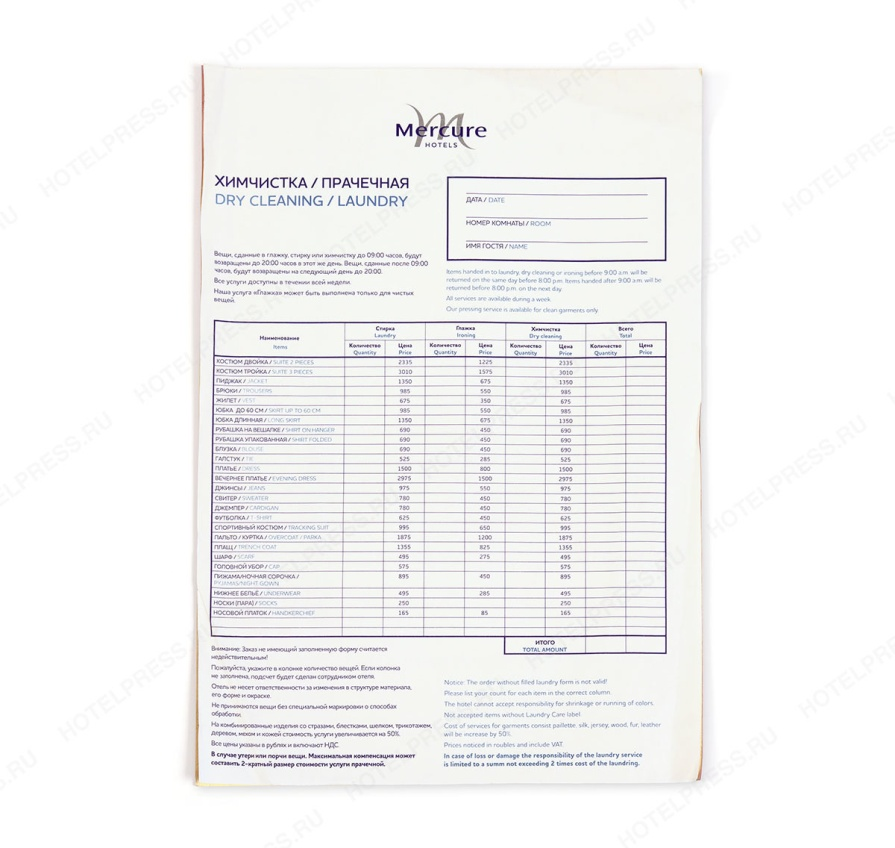 Mercure
HOTELS
ХИМЧИСТКА / ПРАЧЕЧНАЯ
DRY CLEANING / LAUNDRY
ДАТА / DATE
НОМЕР КОМНАТЫ / ROOM
ИМЯ ГОСТЯ / NAME
Вещи, сданные в глажку, стирку или химчистку до 09:00 часов, будут
возвращены до 20:00 часов в этот же день. Вещи, сданные после 09:00
часов, будут возвращены на следующий день до 20:00.
Все услуги доступны в течении всей недели.
Наша услуга «Глажка» может быть выполнена только для чистых
вещей.
Items handed in to laundry, dry cleaning or ironing before 9:00 a.m. will be
returned on the same day before 8:00 p.m. Items handed after 9:00 a.m. will be
returned before 8:00 p.m. on the next day.
All services are available during a week.
Our pressing service is available for clean garments only.
Наименование Стирка Глажка Химчистка Всего
Items Laundry Ironing Dry cleaning Total
Количество Цена Количество Цена Количество Цена Количество Цена
Quantity Price Quantity Price Quantity Price Quantity Price
КОСТЮМ ДВОЙКА / SUITE 2 PIECES 2335 1225 2335
КОСТЮМ ТРОЙКА / SUITE 3 PIECES 3010 1575 3010
ПИДЖАК / JACKET 1350 675 1350
БРЮКИ / TROUSERS 985 550 985
ЖИЛЕТ / VEST 675 350 675
ЮБКА ДО 60 СМ / SKIRT UP TO 60 CM 985 550 985
ЮБКА ДЛИННАЯ / LONG SKIRT 1350 675 1350
РУБАШКА НА ВЕШАЛКЕ / SHIRT ON HANGER 690 450 690
РУБАШКА УПАКОВАННАЯ / SHIRT FOLDED 690 450 690
БЛУЗКА / BLOUSE 690 450 690
ГАЛСТУК / TIE 525 285 525
ПЛАТЬЕ / DRESS 1500 800 1500
ВЕЧЕРНЕЕ ПЛАТЬЕ / EVENING DRESS 2975 1500 2975
ДЖИНСЫ / JEANS 975 550 975
СВИТЕР / SWEATER 780 450 780
ДЖЕМПЕР / CARDIGAN 780 450 780
ФУТБОЛКА / T-SHIRT 625 450 625
СПОРТИВНЫЙ КОСТЮМ / TRACKING SUIT 995 650 995
ПАЛЬТО / КУРТКА / OVERCOAT / PARKA 1875 1200 1875
ПЛАЩ / TRENCH COAT 1355 825 1355
ШАРФ / SCARF 495 275 495
ГОЛОВНОЙ УБОР / CAP 575 575
ПИЖАМА/НОЧНАЯ СОРОЧКА / 895 450 895
PYJAMAS/NIGHT-GOWN
НИЖНЕЕ БЕЛЬЁ / UNDERWEAR 495 285 495
НОСКИ (ПАРА) / SOCKS 250 250
НОСОВОЙ ПЛАТОК / HANDKERCHIEF 165 85 165
ИТОГО
TOTAL AMOUNT
Внимание: Заказ не имеющий заполненную форму считается
недействительным!
Пожалуйста, укажите в колонке количество вещей. Если колонка
не заполнена, подсчет будет сделан сотрудником отеля.
Отель не несет ответственности за изменения в структуре материала,
его форме и окраске.
Не принимаются вещи без специальной маркировки о способах
обработки.
На комбинированные изделия со стразами, блестками, шелком, трикотажем,
деревом, мехом и кожей стоимость услуги увеличивается на 50%.
Все цены указаны в рублях и включают НДС.
В случае утери или порчи вещи. Максимальная компенсация может
составить 2-кратный размер стоимости услуги прачечной.
Notice: The order without filled laundry form is not valid!
Please list your count for each item in the correct column.
The hotel cannot accept responsibility for shrinkage or running of colors.
Not accepted items without Laundry Care label.
Cost of services for garments consist paillette, silk, jersey, wood, fur, leather
will be increase by 50%.
Prices noticed in roubles and include VAT.
In case of loss or damage the responsibility of the laundry service
is limited to a summ not exceeding 2 times cost of the laundring.
HOTELPRESS.RU